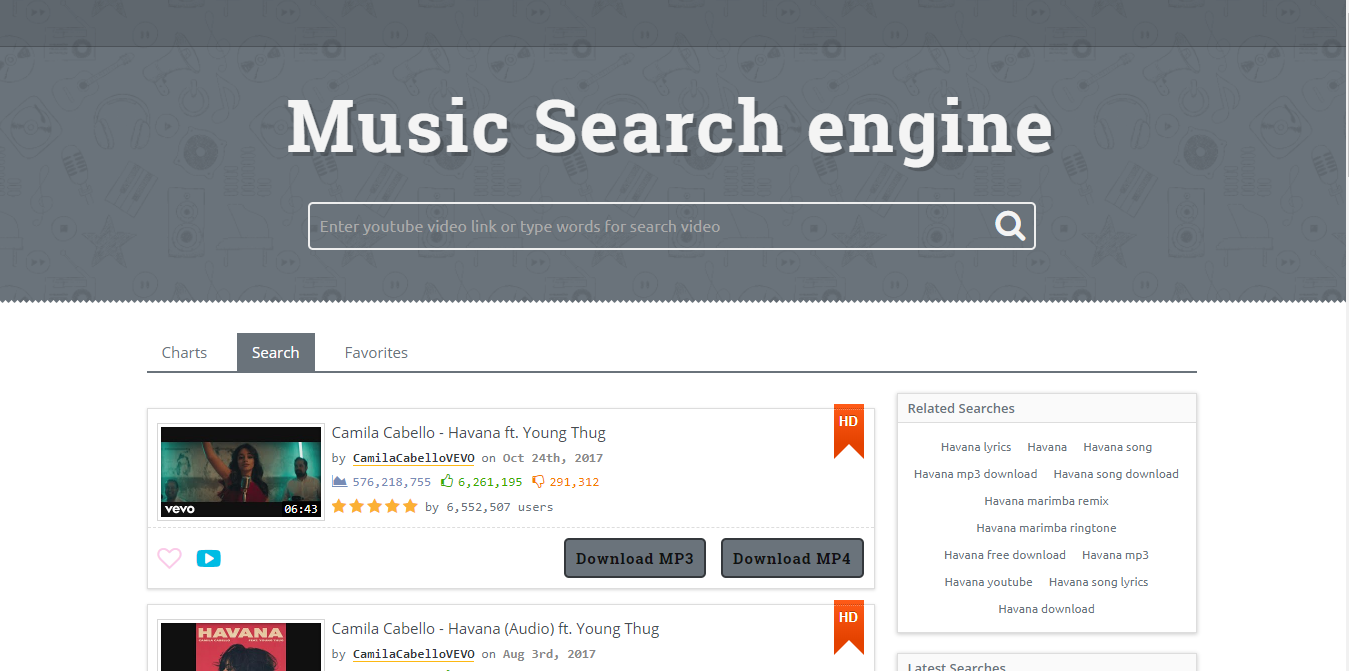 Music Search engine
Enter youtube video link or type words for search video
Charts
Search
Favorites
HD
Camila Cabello - Havana ft. Young Thug
by CamilaCabelloVEVO on Oct 24th, 2017
576,218,755 6,261,195 291,312
by 6,552,507 users
vevo
06:43
Download MP3
Download MP4
HD
HAVANA
CAMILA CABELLO FEAT. YOUNG THUG
Camila Cabello - Havana (Audio) ft. Young Thug
by CamilaCabelloVEVO on Aug 3rd, 2017
Related Searches
Havana lyrics Havana Havana song
Havana mp3 download Havana song download
Havana marimba remix
Havana marimba ringtone
Havana free download Havana mp3
Havana youtube Havana song lyrics
Havana download
Latest Searches